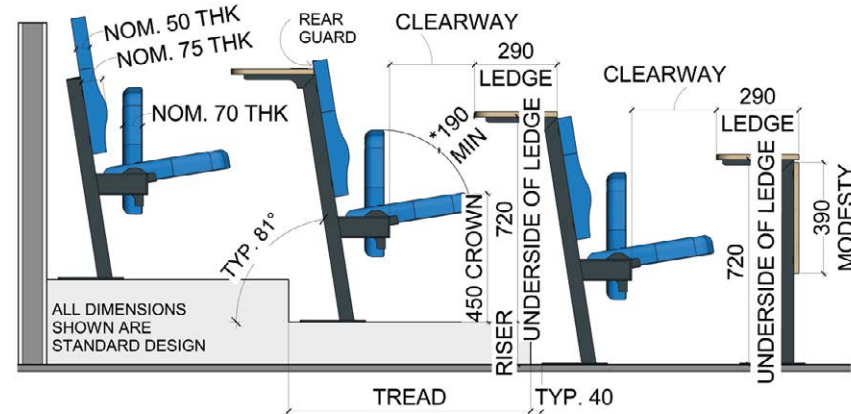 NOM. 50 THK
NOM. 75 THK
NOM. 70 THK
REAR
GUARD
CLEARWAY
290
LEDGE
CLEARWAY
290
LEDGE
*190
MIN
TYP. 81°
450 CROWN
720
UNDERSIDE OF LEDGE
RISER
720
UNDERSIDE OF LEDGE
390
MODESTY
ALL DIMENSIONS
SHOWN ARE
STANDARD DESIGN
TREAD
TYP. 40